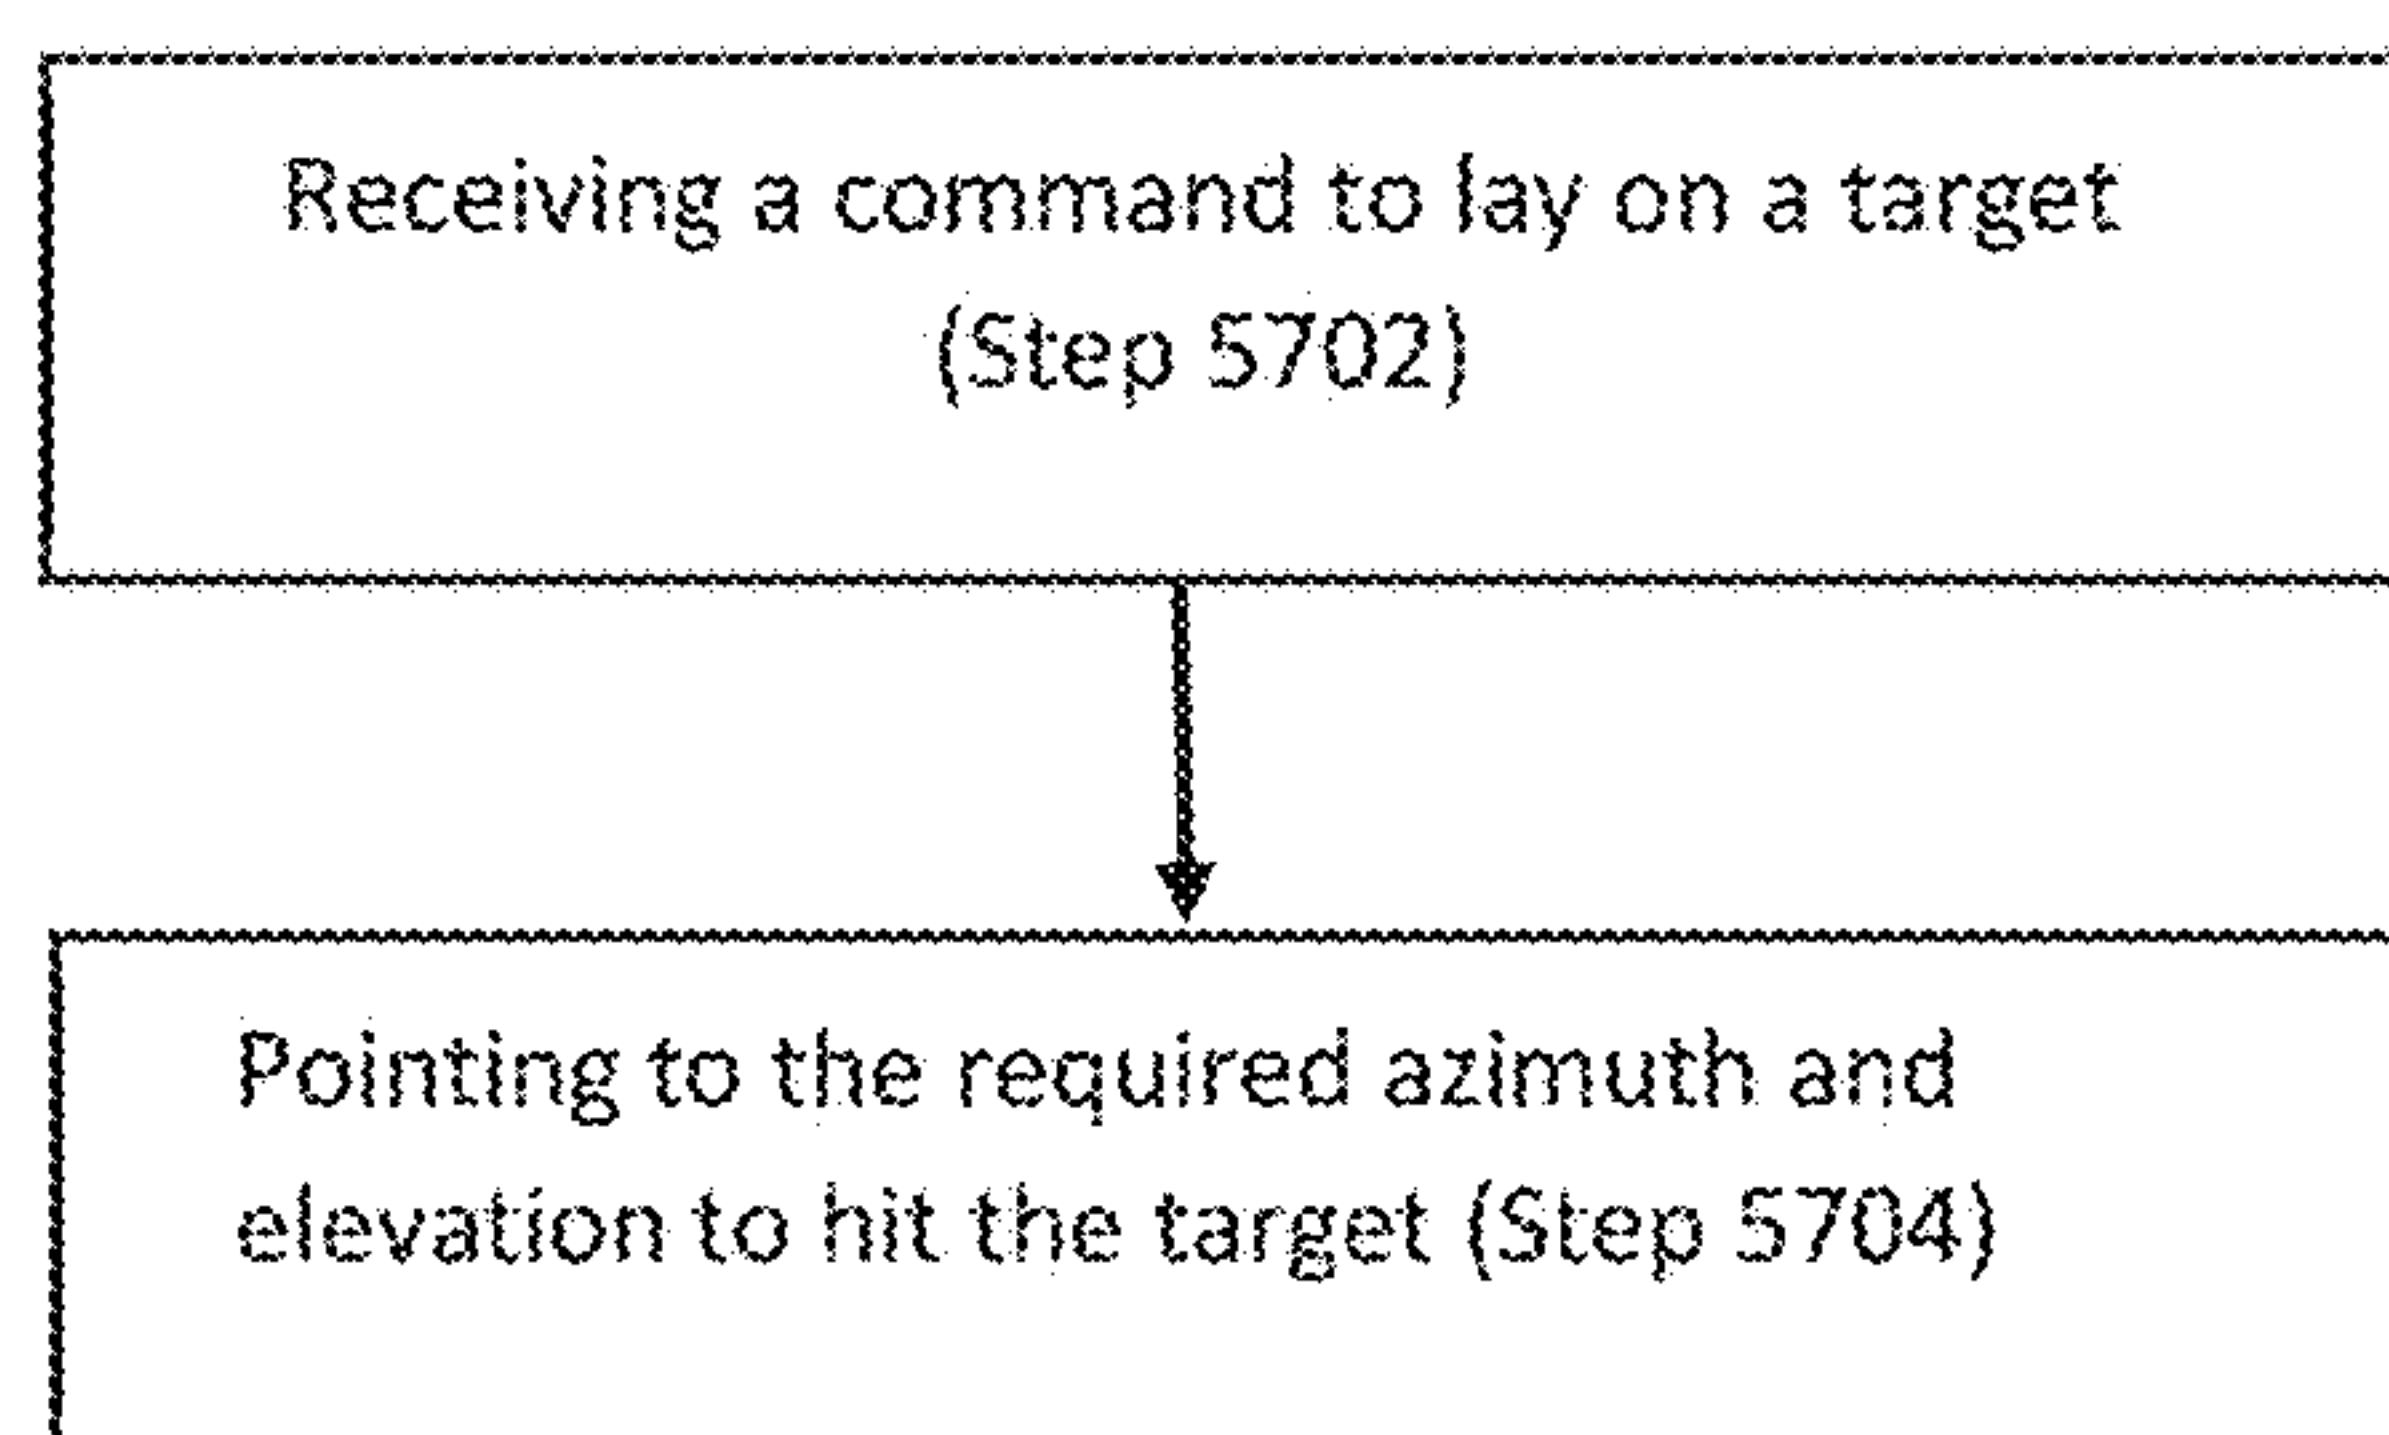 Receiving a command to lay on a target
(Step 5702)
Pointing to the required azimuth and
elevation to hit the target (Step 5704)